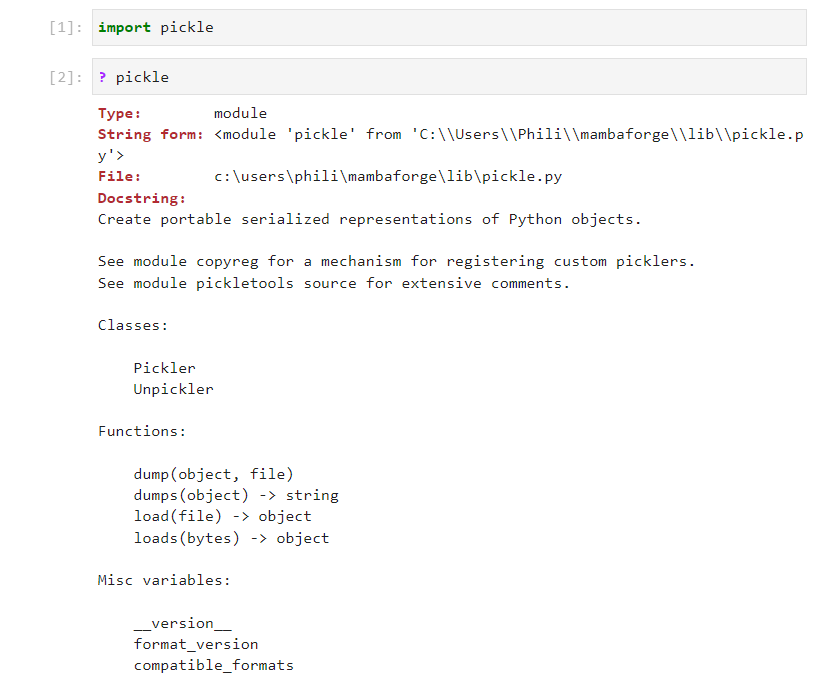 [1]: import pickle
[2]: ? pickle
Type: module
String form: <module 'pickle' from 'C:\\Users\\Phili\\mambaforge\\lib\\pickle.p
y'>
File: c:\users\phili\mambaforge\lib\pickle.py
Docstring:
Create portable serialized representations of Python objects.
See module copyreg for a mechanism for registering custom picklers.
See module pickletools source for extensive comments.
Classes:
Pickler
Unpickler
Functions:
dump(object, file)
dumps(object) -> string
load(file) -> object
loads(bytes) -> object
Misc variables:
__version__
format_version
compatible_formats